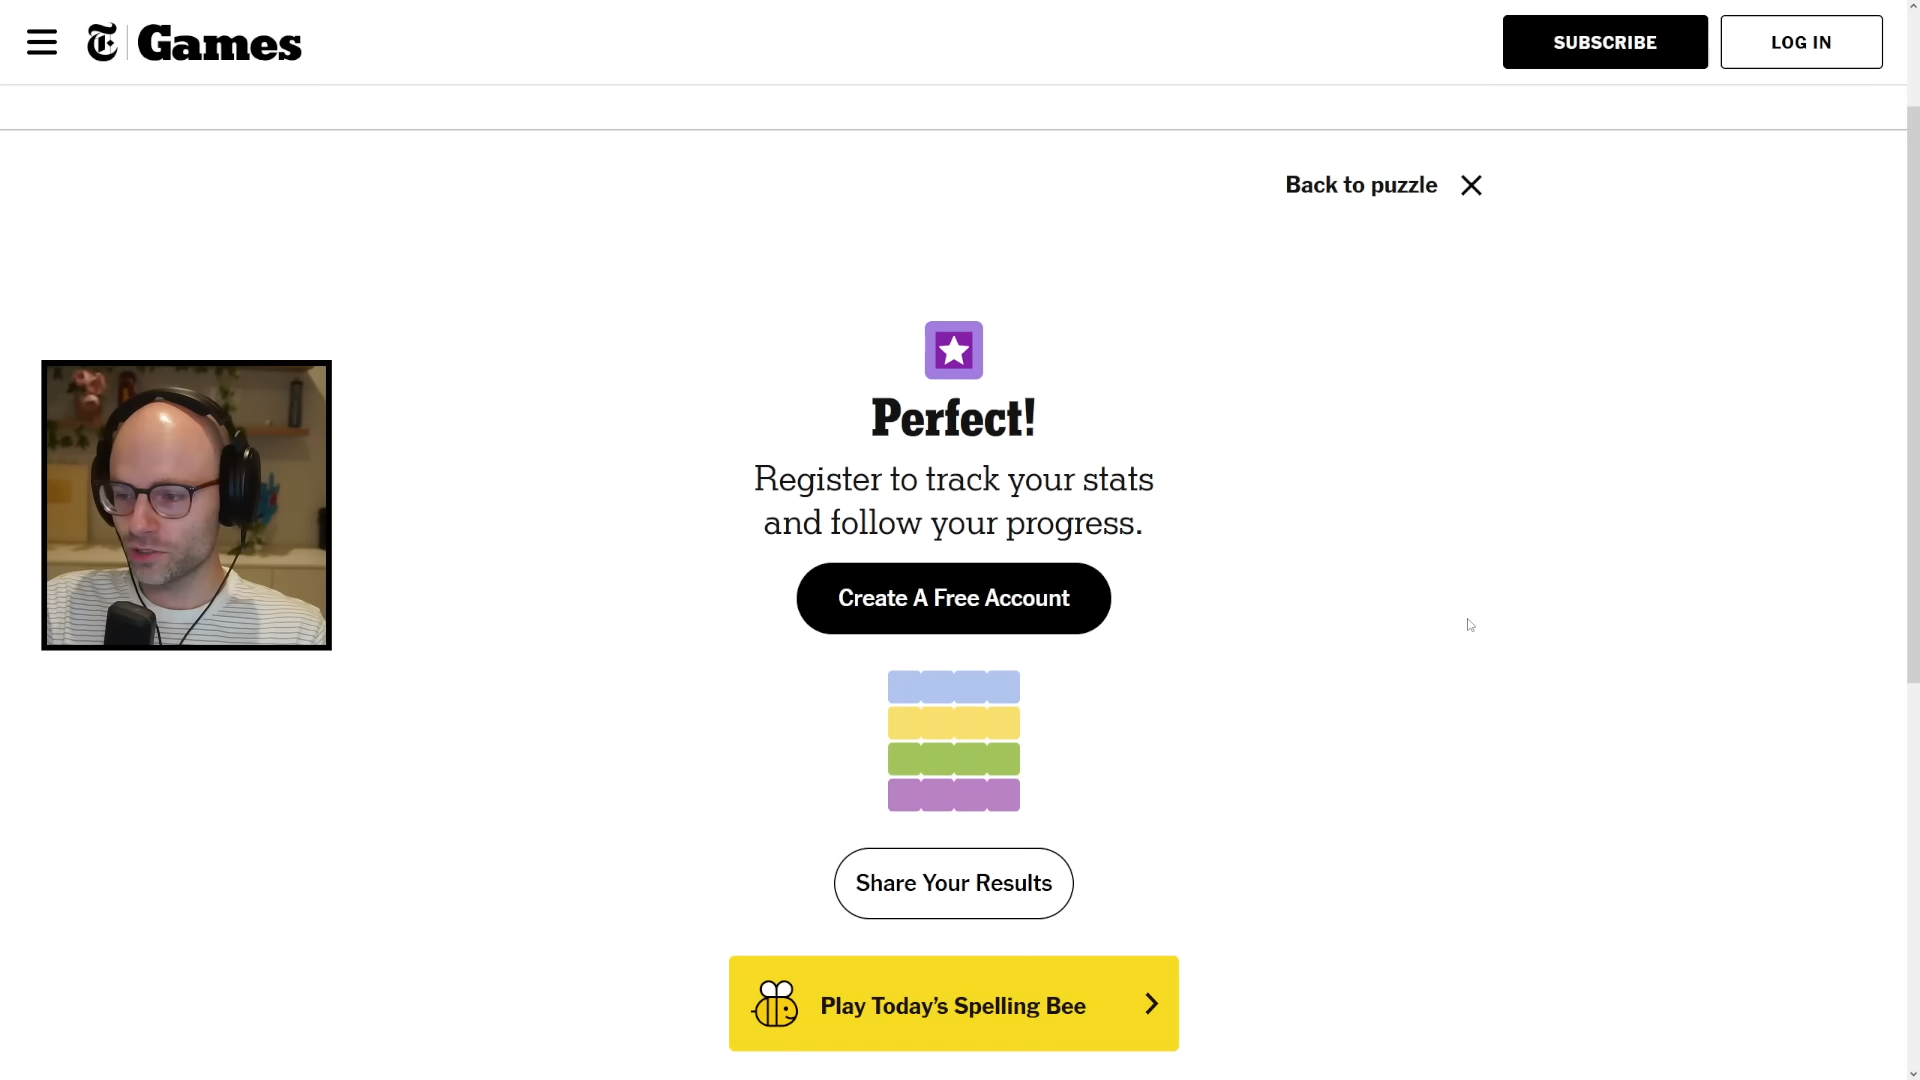 Games
SUBSCRIBE
LOG IN
Back to puzzle
Perfect!
Register to track your stats
and follow your progress.
Create A Free Account
Share Your Results
Play Today's Spelling Bee